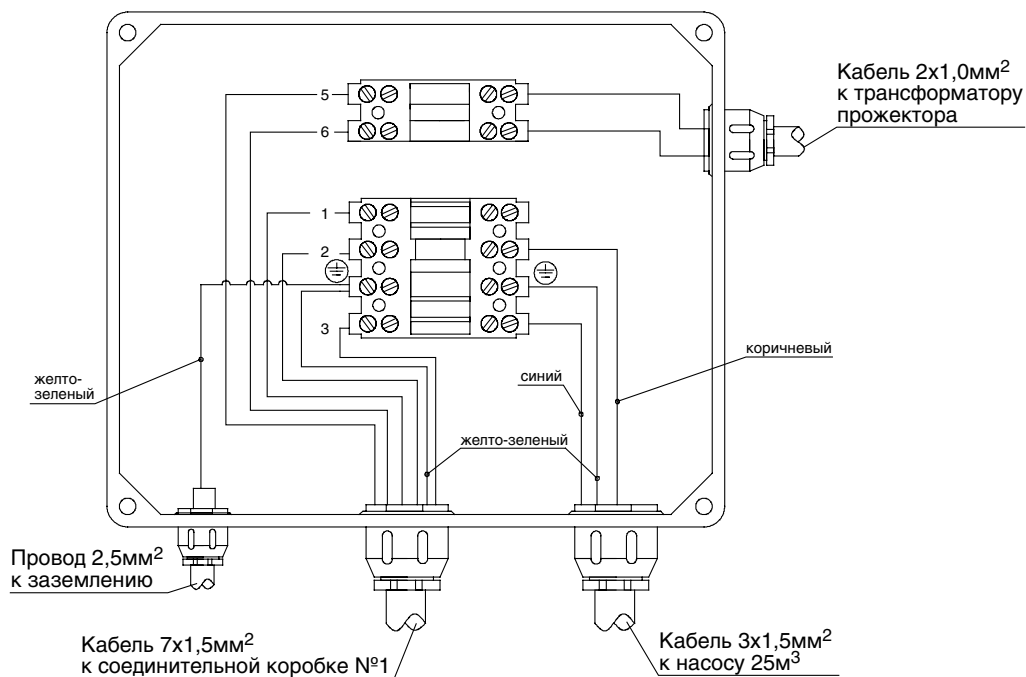 Кабель 2х1,0мм²
к трансформатору
прожектора
5
6
1
2
3
коричневый
синий
желто-
зеленый
желто-зеленый
Провод 2,5мм²
к заземлению
Кабель 7х1,5мм²
к соединительной коробке №1
Кабель 3х1,5мм²
к насосу 25м³